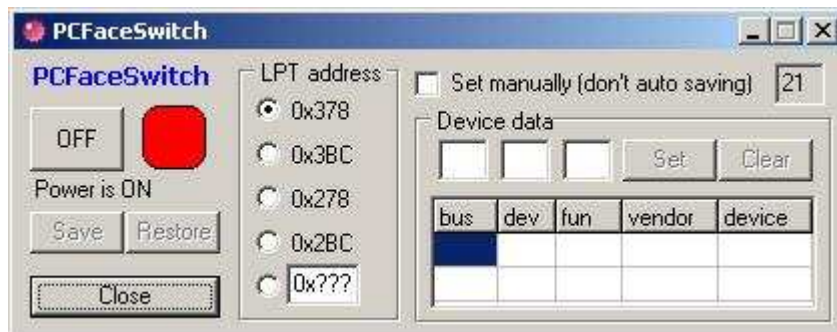 PCFaceSwitch
PCFaceSwitch
OFF
Power is ON
Save Restore
Close
LPT address
0x378
0x3BC
0x278
0x2BC
0x???
Set manually (don't auto saving) 21
Device data
Set Clear
bus dev fun vendor device